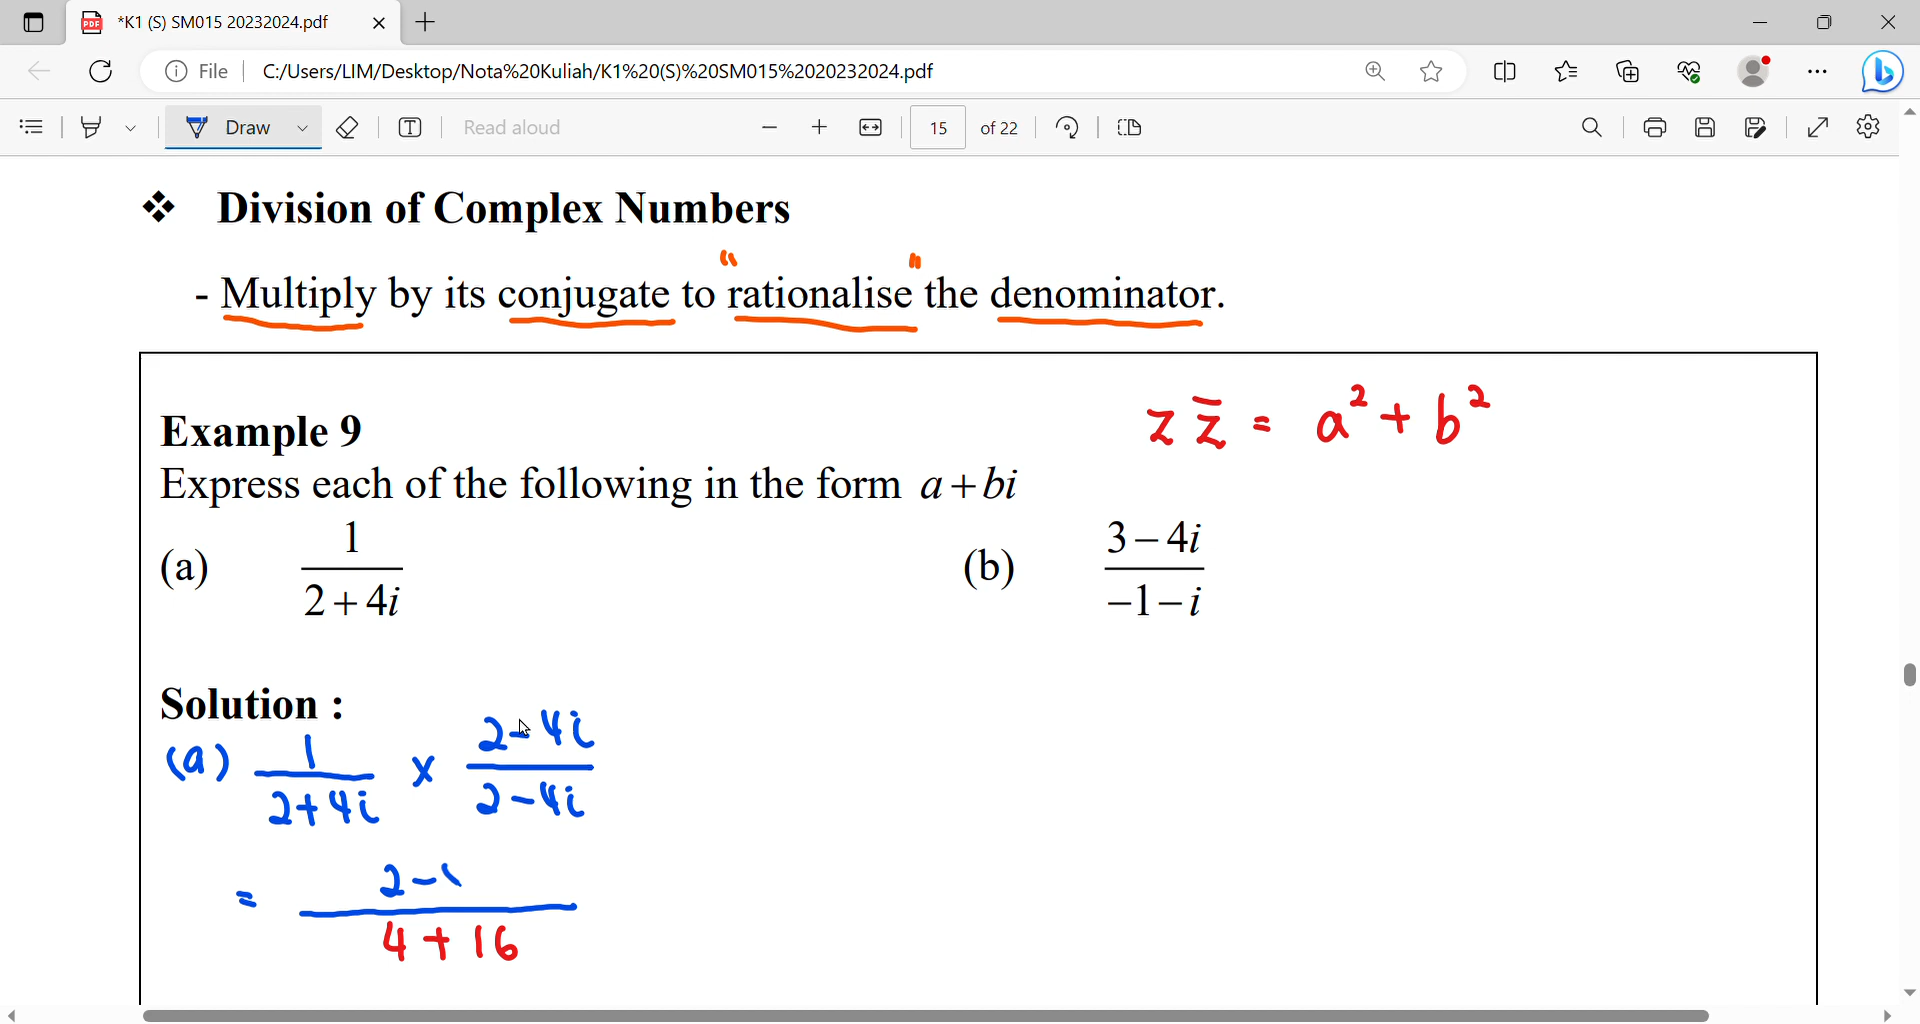 *K1 (S) SM015 20232024.pdf
File C:/Users/LIM/Desktop/Nota%20Kuliah/K1%20(S)%20SM015%2020232024.pdf
Draw Read aloud 15 of 22
❖ Division of Complex Numbers
- Multiply by its conjugate to "rationalise" the denominator.
z z̅ = a² + b²
Example 9
Express each of the following in the form a + bi
(a) 1 / (2 + 4i) (b) (3 − 4i) / (−1 − i)
Solution :
(a) 1 / (2 + 4i) × (2 − 4i) / (2 − 4i)
= (2 − ) / (4 + 16)